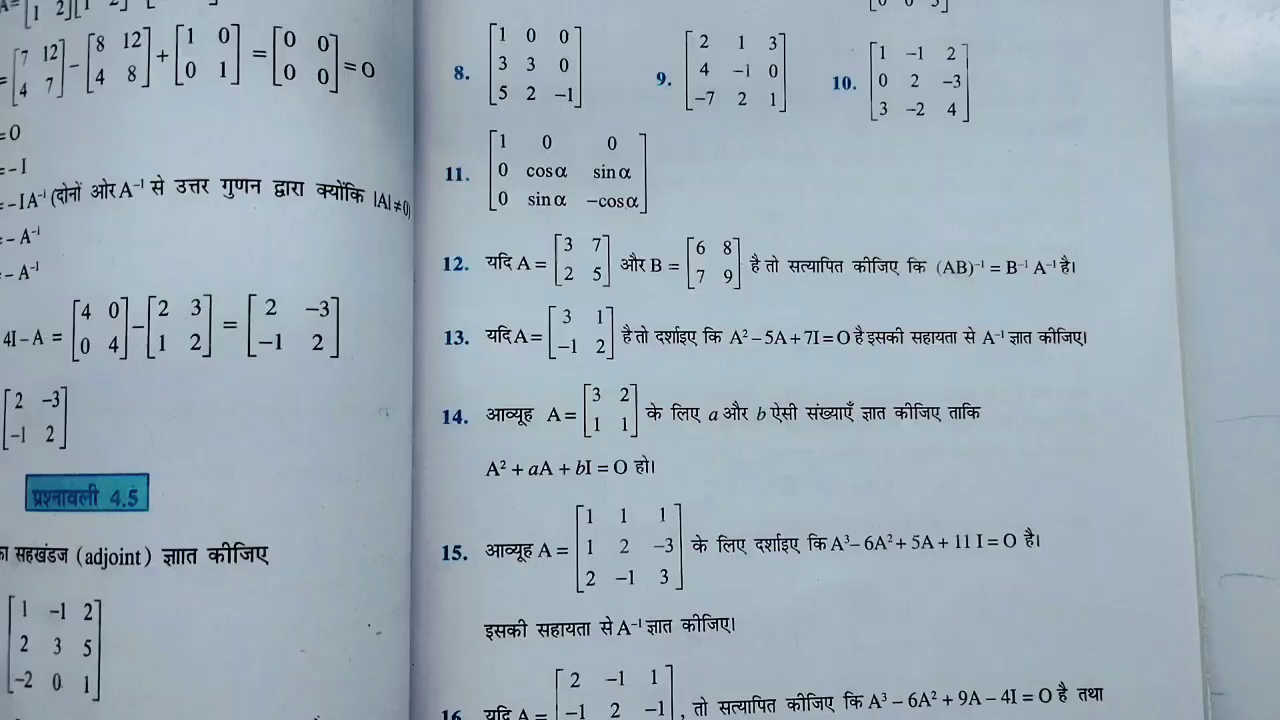 = [7 12] - [8 12] + [1 0] = [0 0] = O
[4 7] [4 8] [0 1] [0 0]
=O
=-I
=-IA⁻¹ (दोनों ओर A⁻¹ से उत्तर गुणन द्वारा क्योंकि |A| ≠0)
=-A⁻¹
=-A⁻¹
4I-A = [4 0] - [2 3] = [2 -3]
[0 4] [1 2] [-1 2]
[2 -3]
[-1 2]
प्रश्नावली 4.5
सहखंडज (adjoint) ज्ञात कीजिए
[1 -1 2]
[2 3 5]
[-2 0 1]
8. [1 0 0]
[3 3 0]
[5 2 -1]
9. [2 1 3]
[4 -1 0]
[-7 2 1]
10. [1 -1 2]
[0 2 -3]
[3 -2 4]
11. [1 0 0]
[0 cosα sinα]
[0 sinα -cosα]
12. यदि A = [3 7] और B = [6 8] है तो सत्यापित कीजिए कि (AB)⁻¹ = B⁻¹ A⁻¹ है।
[2 5] [7 9]
13. यदि A= [3 1] है तो दर्शाइए कि A² – 5A + 7I = O है इसकी सहायता से A⁻¹ ज्ञात कीजिए।
[-1 2]
14. आव्यूह A= [3 2] के लिए a और b ऐसी संख्याएँ ज्ञात कीजिए ताकि
[1 1]
A² + aA + bI = O हो।
15. आव्यूह A = [1 1 1] के लिए दर्शाइए कि A³– 6A² + 5A + 11 I = O है।
[1 2 -3]
[2 -1 3]
इसकी सहायता से A⁻¹ ज्ञात कीजिए।
16. यदि A = [2 -1 1], तो सत्यापित कीजिए कि A³ – 6A² + 9A – 4I = O है तथा
[-1 2 -1]